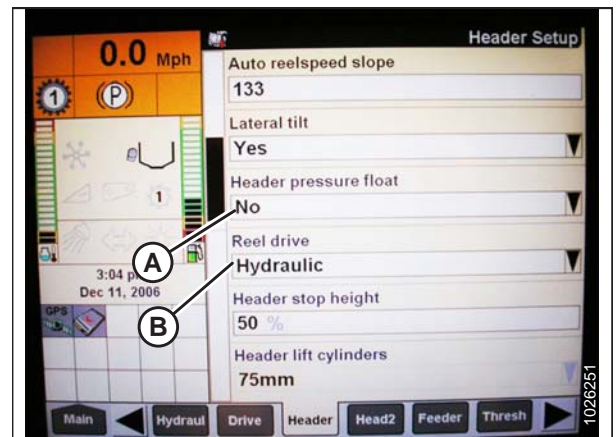 0.0 Mph
Header Setup
Auto reelspeed slope
133
1
(P)
Lateral tilt
Yes
Header pressure float
1
No
A
Reel drive
Hydraulic
3:04 p
Dec 11, 2006
B
Header stop height
GPS
50 %
Header lift cylinders
75mm
Main
Hydraul
Drive
Header
Head2
Feeder
Thresh
1026251